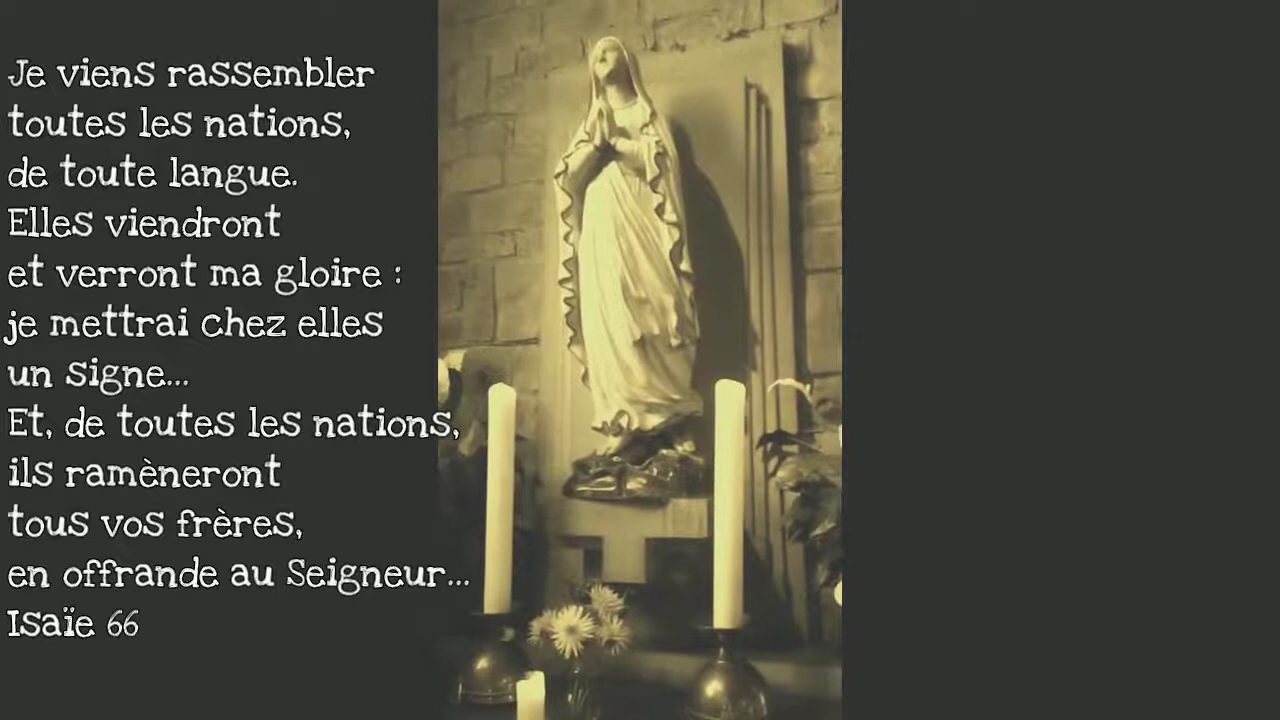 Je viens rassembler
toutes les nations,
de toute langue.
Elles viendront
et verront ma gloire :
je mettrai chez elles
un signe...
Et, de toutes les nations,
ils ramèneront
tous vos frères,
en offrande au Seigneur...
Isaïe 66